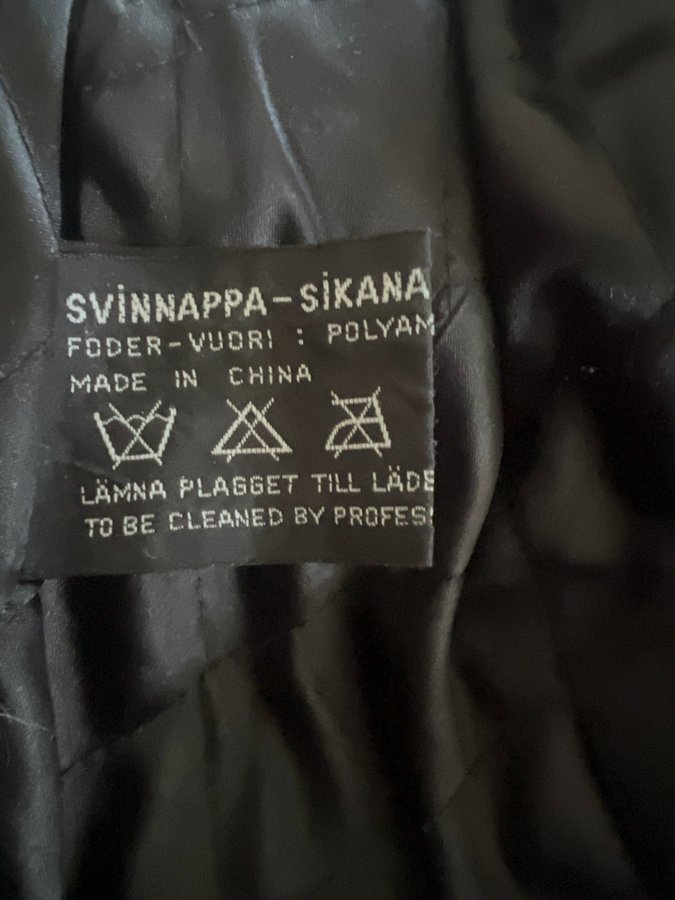 SVINNAPPA-SIKANA
FODER-VUORI : POLYAM
MADE IN CHINA
LÄMNA PLAGGET TILL LÄDE
TO BE CLEANED BY PROFES